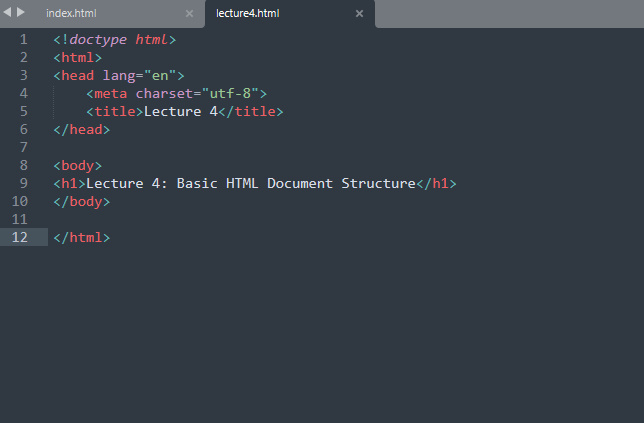 index.html × lecture4.html ×
1 <!doctype html>
2 <html>
3 <head lang="en">
4     <meta charset="utf-8">
5     <title>Lecture 4</title>
6 </head>
7
8 <body>
9 <h1>Lecture 4: Basic HTML Document Structure</h1>
10 </body>
11
12 </html>